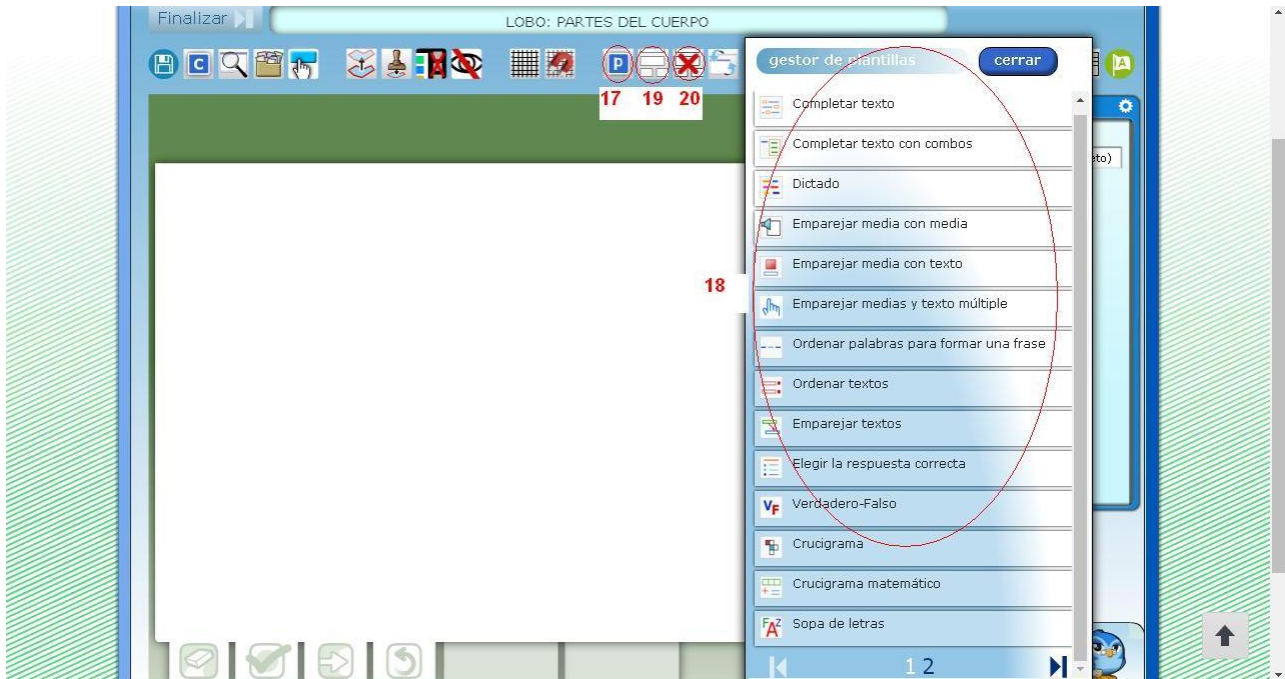 Finalizar
LOBO: PARTES DEL CUERPO
C
P
A
17 19 20
gestor de plantillas
cerrar
eto)
Completar texto
Completar texto con combos
Dictado
Emparejar media con media
Emparejar media con texto
18
Emparejar medias y texto múltiple
Ordenar palabras para formar una frase
Ordenar textos
Emparejar textos
Elegir la respuesta correcta
VF Verdadero-Falso
Crucigrama
Crucigrama matemático
FAZ Sopa de letras
1 2